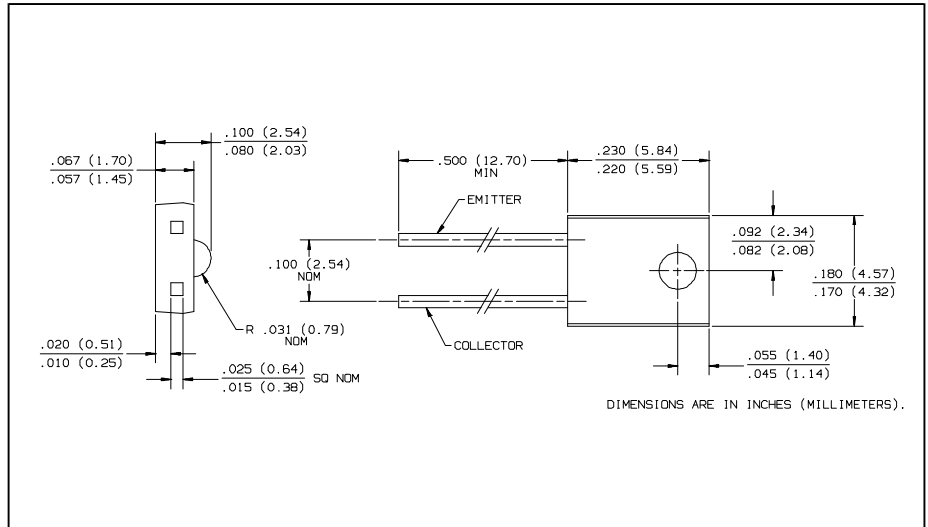 .100 (2.54)
.080 (2.03)
.067 (1.70)
.057 (1.45)
.500 (12.70)
MIN
.230 (5.84)
.220 (5.59)
EMITTER
.092 (2.34)
.082 (2.08)
.100 (2.54)
NOM
.180 (4.57)
.170 (4.32)
R .031 (0.79)
NOM
COLLECTOR
.020 (0.51)
.010 (0.25)
.025 (0.64)
.015 (0.38)
SQ NOM
.055 (1.40)
.045 (1.14)
DIMENSIONS ARE IN INCHES (MILLIMETERS).